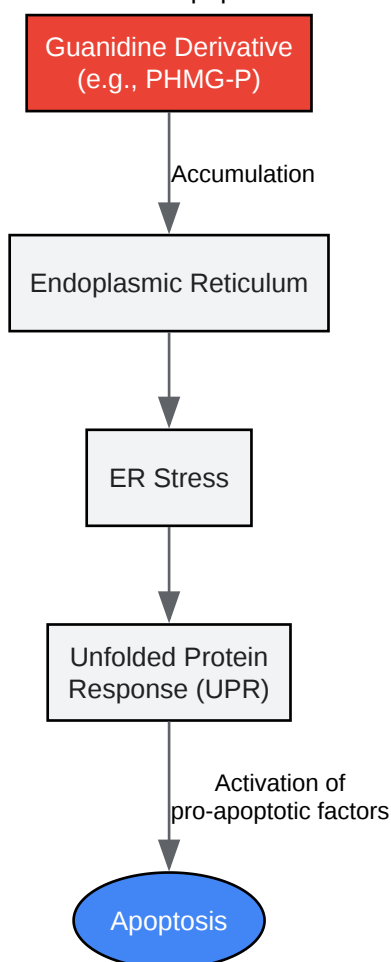 Guanidine Derivative
(e.g., PHMG-P)
Accumulation
Endoplasmic Reticulum
ER Stress
Unfolded Protein
Response (UPR)
Activation of
pro-apoptotic factors
Apoptosis